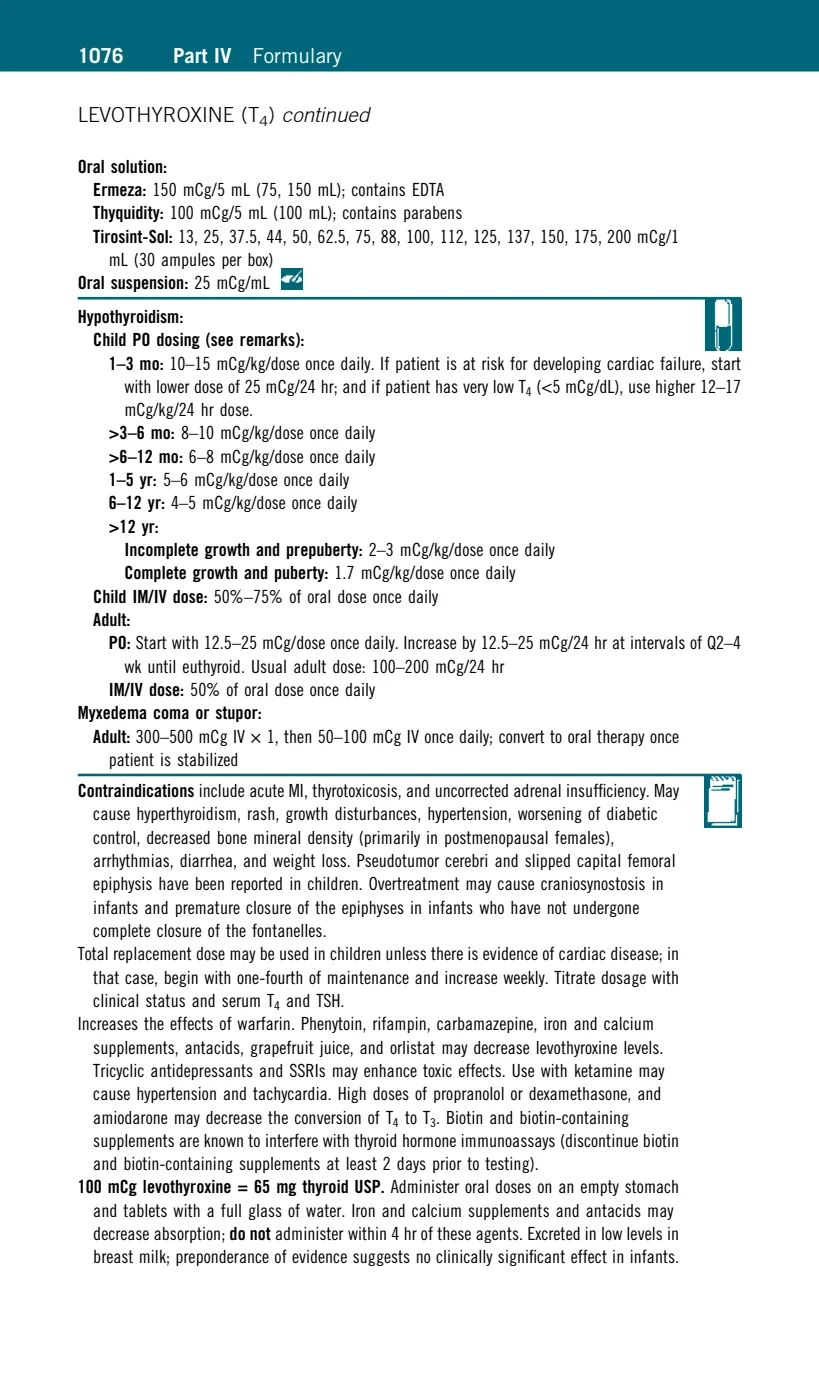 1076 Part IV Formulary
LEVOTHYROXINE (T4) continued
Oral solution:
Ermeza: 150 mCg/5 mL (75, 150 mL); contains EDTA
Thyquidity: 100 mCg/5 mL (100 mL); contains parabens
Tirosint-Sol: 13, 25, 37.5, 44, 50, 62.5, 75, 88, 100, 112, 125, 137, 150, 175, 200 mCg/1
mL (30 ampules per box)
Oral suspension: 25 mCg/mL
Hypothyroidism:
Child PO dosing (see remarks):
1–3 mo: 10–15 mCg/kg/dose once daily. If patient is at risk for developing cardiac failure, start
with lower dose of 25 mCg/24 hr; and if patient has very low T4 (<5 mCg/dL), use higher 12–17
mCg/kg/24 hr dose.
>3–6 mo: 8–10 mCg/kg/dose once daily
>6–12 mo: 6–8 mCg/kg/dose once daily
1–5 yr: 5–6 mCg/kg/dose once daily
6–12 yr: 4–5 mCg/kg/dose once daily
>12 yr:
Incomplete growth and prepuberty: 2–3 mCg/kg/dose once daily
Complete growth and puberty: 1.7 mCg/kg/dose once daily
Child IM/IV dose: 50%–75% of oral dose once daily
Adult:
PO: Start with 12.5–25 mCg/dose once daily. Increase by 12.5–25 mCg/24 hr at intervals of Q2–4
wk until euthyroid. Usual adult dose: 100–200 mCg/24 hr
IM/IV dose: 50% of oral dose once daily
Myxedema coma or stupor:
Adult: 300–500 mCg IV × 1, then 50–100 mCg IV once daily; convert to oral therapy once
patient is stabilized
Contraindications include acute MI, thyrotoxicosis, and uncorrected adrenal insufficiency. May
cause hyperthyroidism, rash, growth disturbances, hypertension, worsening of diabetic
control, decreased bone mineral density (primarily in postmenopausal females),
arrhythmias, diarrhea, and weight loss. Pseudotumor cerebri and slipped capital femoral
epiphysis have been reported in children. Overtreatment may cause craniosynostosis in
infants and premature closure of the epiphyses in infants who have not undergone
complete closure of the fontanelles.
Total replacement dose may be used in children unless there is evidence of cardiac disease; in
that case, begin with one-fourth of maintenance and increase weekly. Titrate dosage with
clinical status and serum T4 and TSH.
Increases the effects of warfarin. Phenytoin, rifampin, carbamazepine, iron and calcium
supplements, antacids, grapefruit juice, and orlistat may decrease levothyroxine levels.
Tricyclic antidepressants and SSRIs may enhance toxic effects. Use with ketamine may
cause hypertension and tachycardia. High doses of propranolol or dexamethasone, and
amiodarone may decrease the conversion of T4 to T3. Biotin and biotin-containing
supplements are known to interfere with thyroid hormone immunoassays (discontinue biotin
and biotin-containing supplements at least 2 days prior to testing).
100 mCg levothyroxine = 65 mg thyroid USP. Administer oral doses on an empty stomach
and tablets with a full glass of water. Iron and calcium supplements and antacids may
decrease absorption; do not administer within 4 hr of these agents. Excreted in low levels in
breast milk; preponderance of evidence suggests no clinically significant effect in infants.